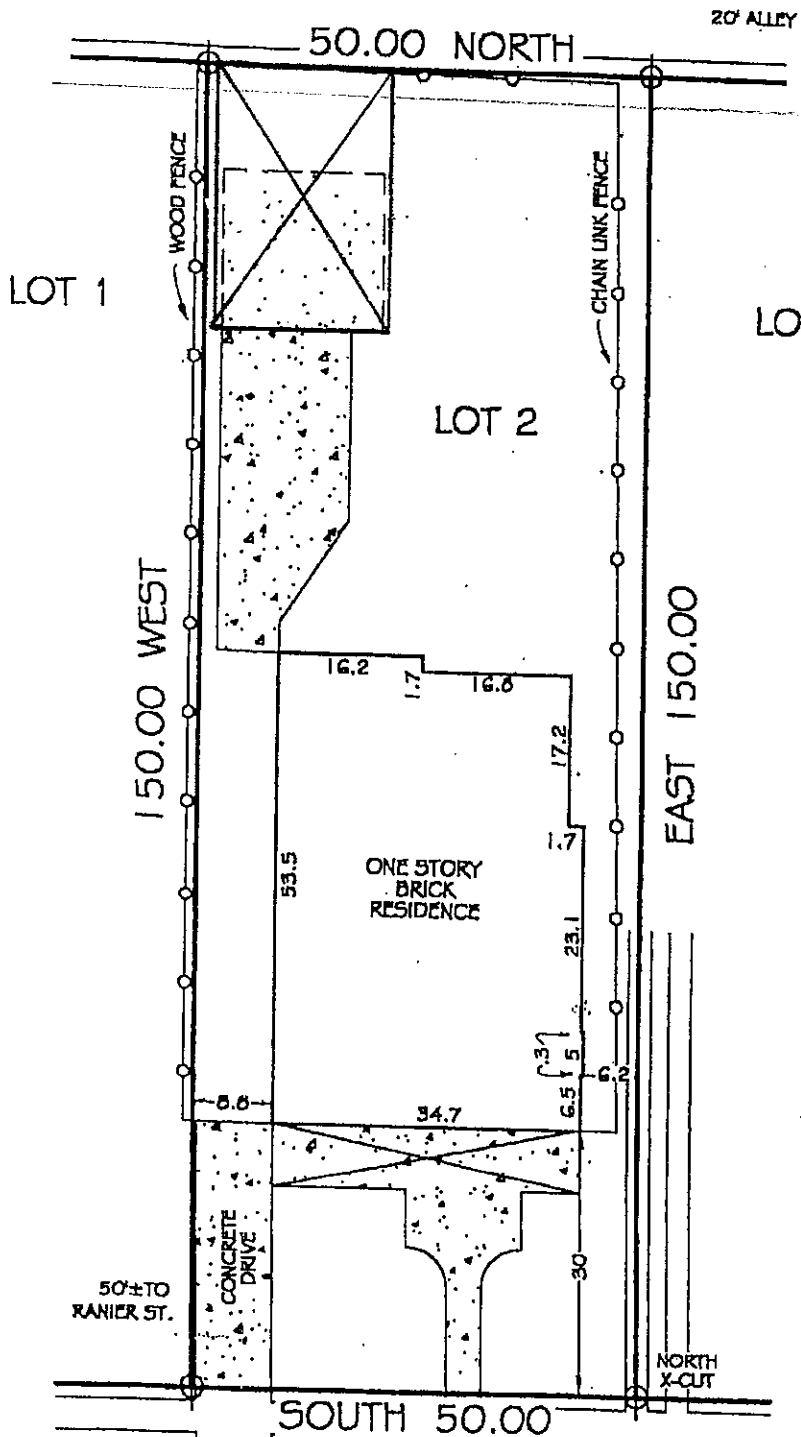 20' ALLEY
50.00 NORTH
WOOD FENCE
CHAIN LINK FENCE
LOT 1
LO
LOT 2
150.00 WEST
EAST 150.00
16.2
1.7
16.8
17.2
1.7
53.5
ONE STORY
BRICK
RESIDENCE
23.1
.3
5
6.2
6.5
8.8
34.7
CONCRETE
DRIVE
30
50'±TO
RANIER ST.
NORTH
X-CUT
SOUTH 50.00